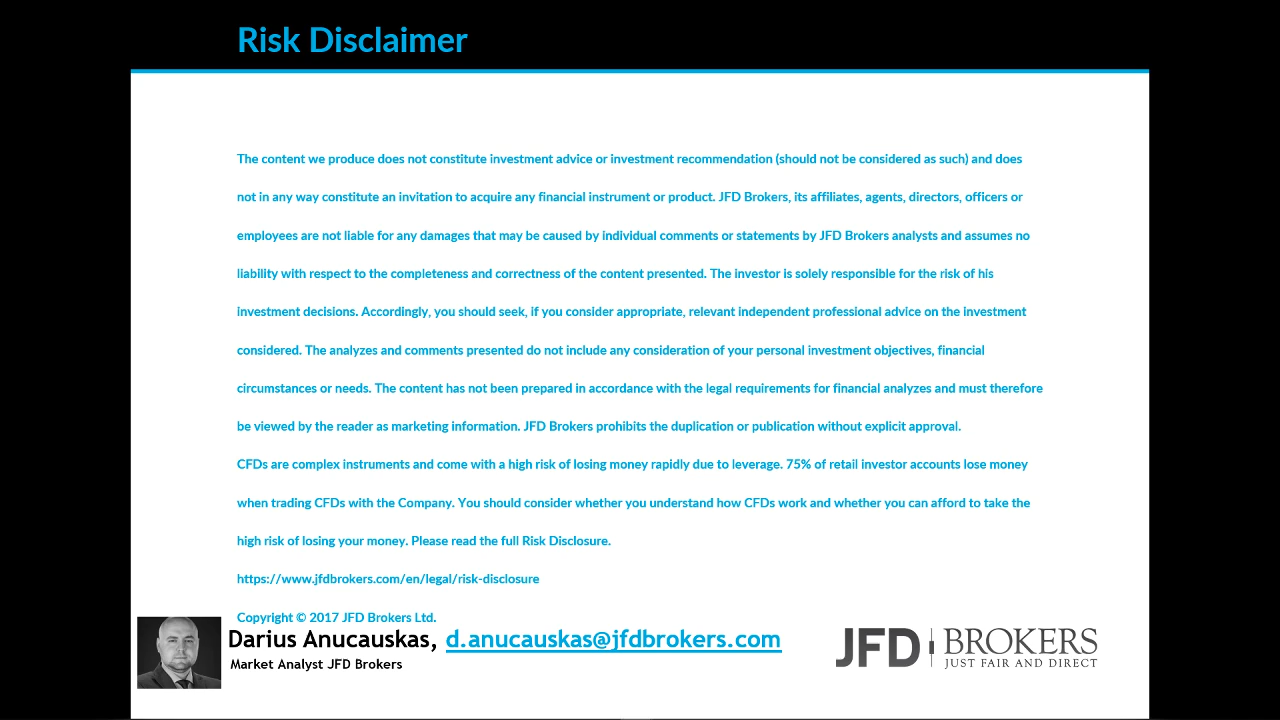 Risk Disclaimer
The content we produce does not constitute investment advice or investment recommendation (should not be considered as such) and does
not in any way constitute an invitation to acquire any financial instrument or product. JFD Brokers, its affiliates, agents, directors, officers or
employees are not liable for any damages that may be caused by individual comments or statements by JFD Brokers analysts and assumes no
liability with respect to the completeness and correctness of the content presented. The investor is solely responsible for the risk of his
investment decisions. Accordingly, you should seek, if you consider appropriate, relevant independent professional advice on the investment
considered. The analyzes and comments presented do not include any consideration of your personal investment objectives, financial
circumstances or needs. The content has not been prepared in accordance with the legal requirements for financial analyzes and must therefore
be viewed by the reader as marketing information. JFD Brokers prohibits the duplication or publication without explicit approval.
CFDs are complex instruments and come with a high risk of losing money rapidly due to leverage. 75% of retail investor accounts lose money
when trading CFDs with the Company. You should consider whether you understand how CFDs work and whether you can afford to take the
high risk of losing your money. Please read the full Risk Disclosure.
https://www.jfdbrokers.com/en/legal/risk-disclosure
Copyright © 2017 JFD Brokers Ltd.
Darius Anucauskas, d.anucauskas@jfdbrokers.com
Market Analyst JFD Brokers
JFD BROKERS
JUST FAIR AND DIRECT